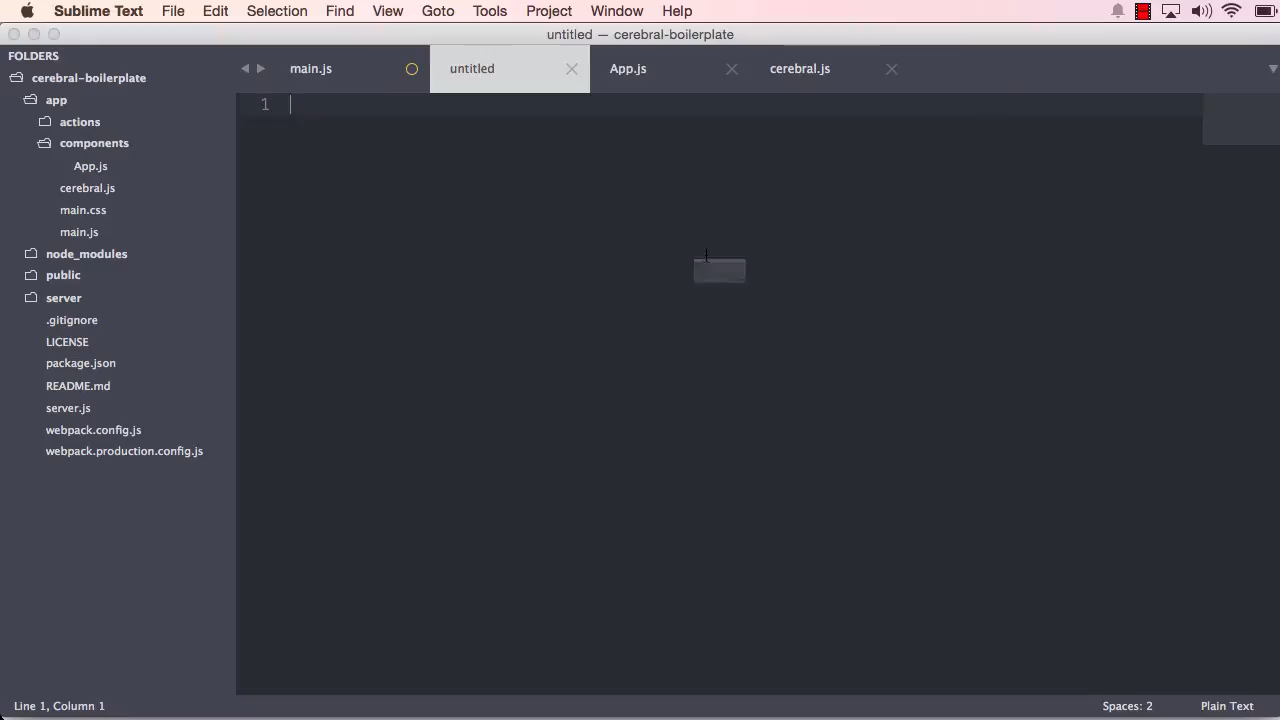 Sublime Text File Edit Selection Find View Goto Tools Project Window Help
untitled — cerebral-boilerplate
FOLDERS
cerebral-boilerplate
app
actions
components
App.js
cerebral.js
main.css
main.js
node_modules
public
server
.gitignore
LICENSE
package.json
README.md
server.js
webpack.config.js
webpack.production.config.js
main.js untitled App.js cerebral.js
1
Line 1, Column 1 Spaces: 2 Plain Text